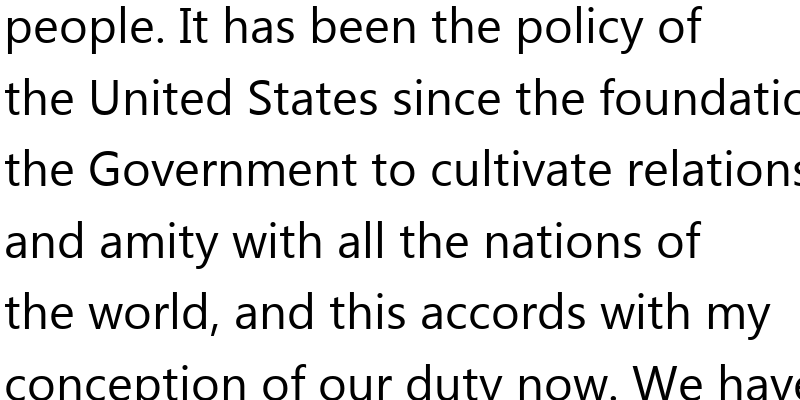 people. It has been the policy of
the United States since the foundatio
the Government to cultivate relations
and amity with all the nations of
the world, and this accords with my
conception of our duty now. We have